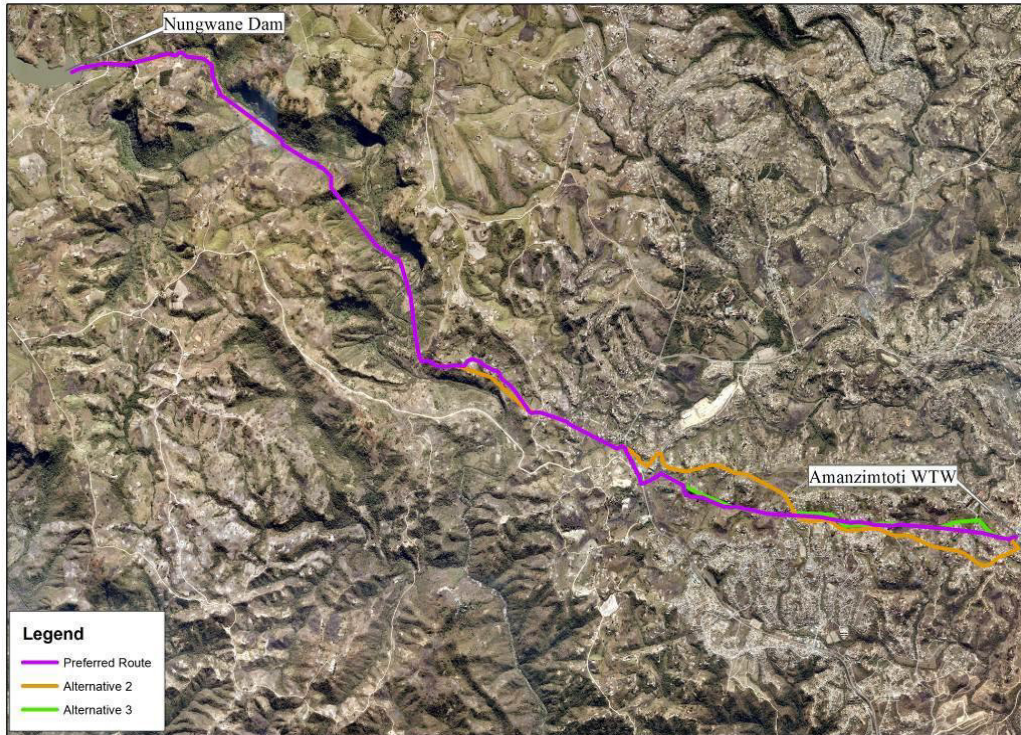 Nungwane Dam
Amanzimtoti WTW
Legend
Preferred Route
Alternative 2
Alternative 3